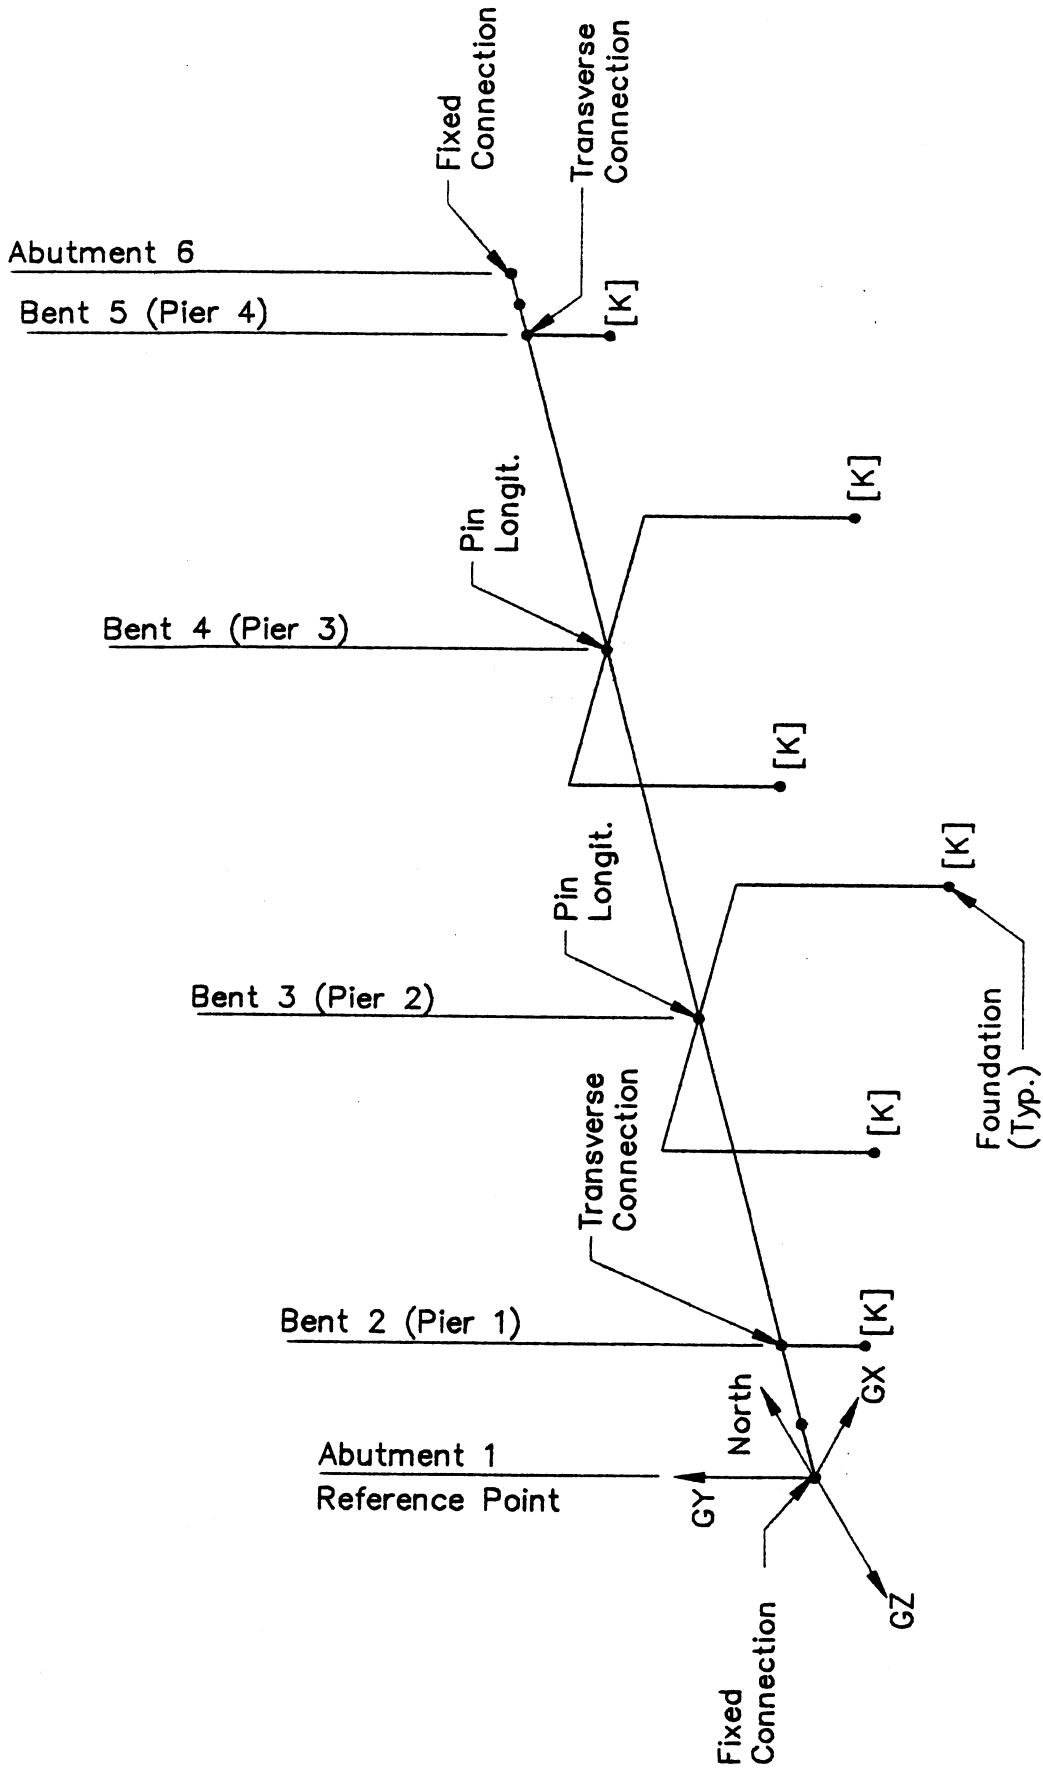 Abutment 6
Bent 5 (Pier 4)
Fixed
Connection
Transverse
Connection
[K]
Pin
Longit.
[K]
Bent 4 (Pier 3)
[K]
Pin
Longit.
[K]
Bent 3 (Pier 2)
Foundation
(Typ.)
Transverse
Connection
[K]
Bent 2 (Pier 1)
[K]
North
GX
Abutment 1
Reference Point
GY
GZ
Fixed
Connection